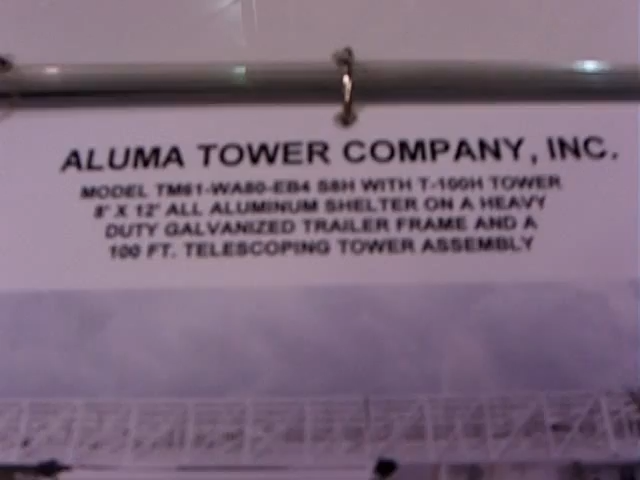 ALUMA TOWER COMPANY, INC.
MODEL TM61-WA80-EB4 S8H WITH T-100H TOWER
8' X 12' ALL ALUMINUM SHELTER ON A HEAVY
DUTY GALVANIZED TRAILER FRAME AND A
100 FT. TELESCOPING TOWER ASSEMBLY